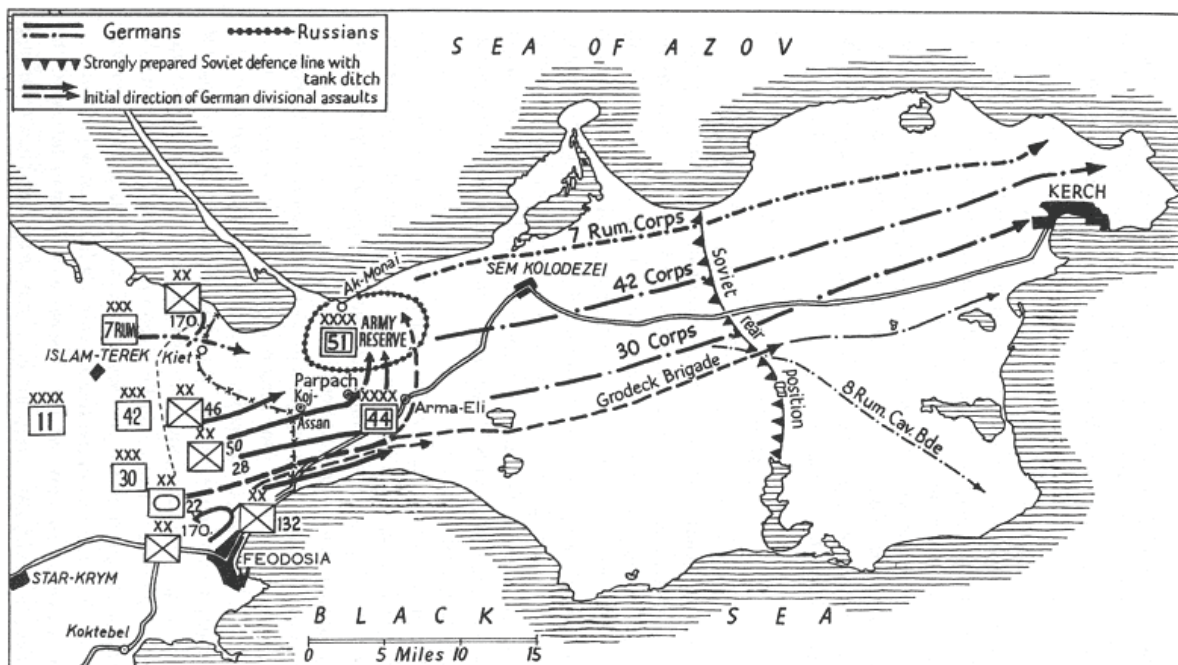 Germans
Russians
Strongly prepared Soviet defence line with
tank ditch
Initial direction of German divisional assaults
SEA OF AZOV
KERCH
7 Rum. Corps
SEM KOLODEZEI
42 Corps
Soviet
rear
position
30 Corps
Grodeck Brigade
8 Rum. Cav. Bde
Ak-Monai
XX
170
XXX
7 RUM
ISLAM-TEREK
Kiet
XXXX
51
ARMY
RESERVE
Parpach
Koj-
Assan
XXXX
44
Arma-Eli
XXXX
11
XXX
42
46
XX
50
28
XXX
30
XX
22
XX
132
170
XX
FEODOSIA
STAR-KRYM
Koktebel
BLACK SEA
0 5 Miles 10 15